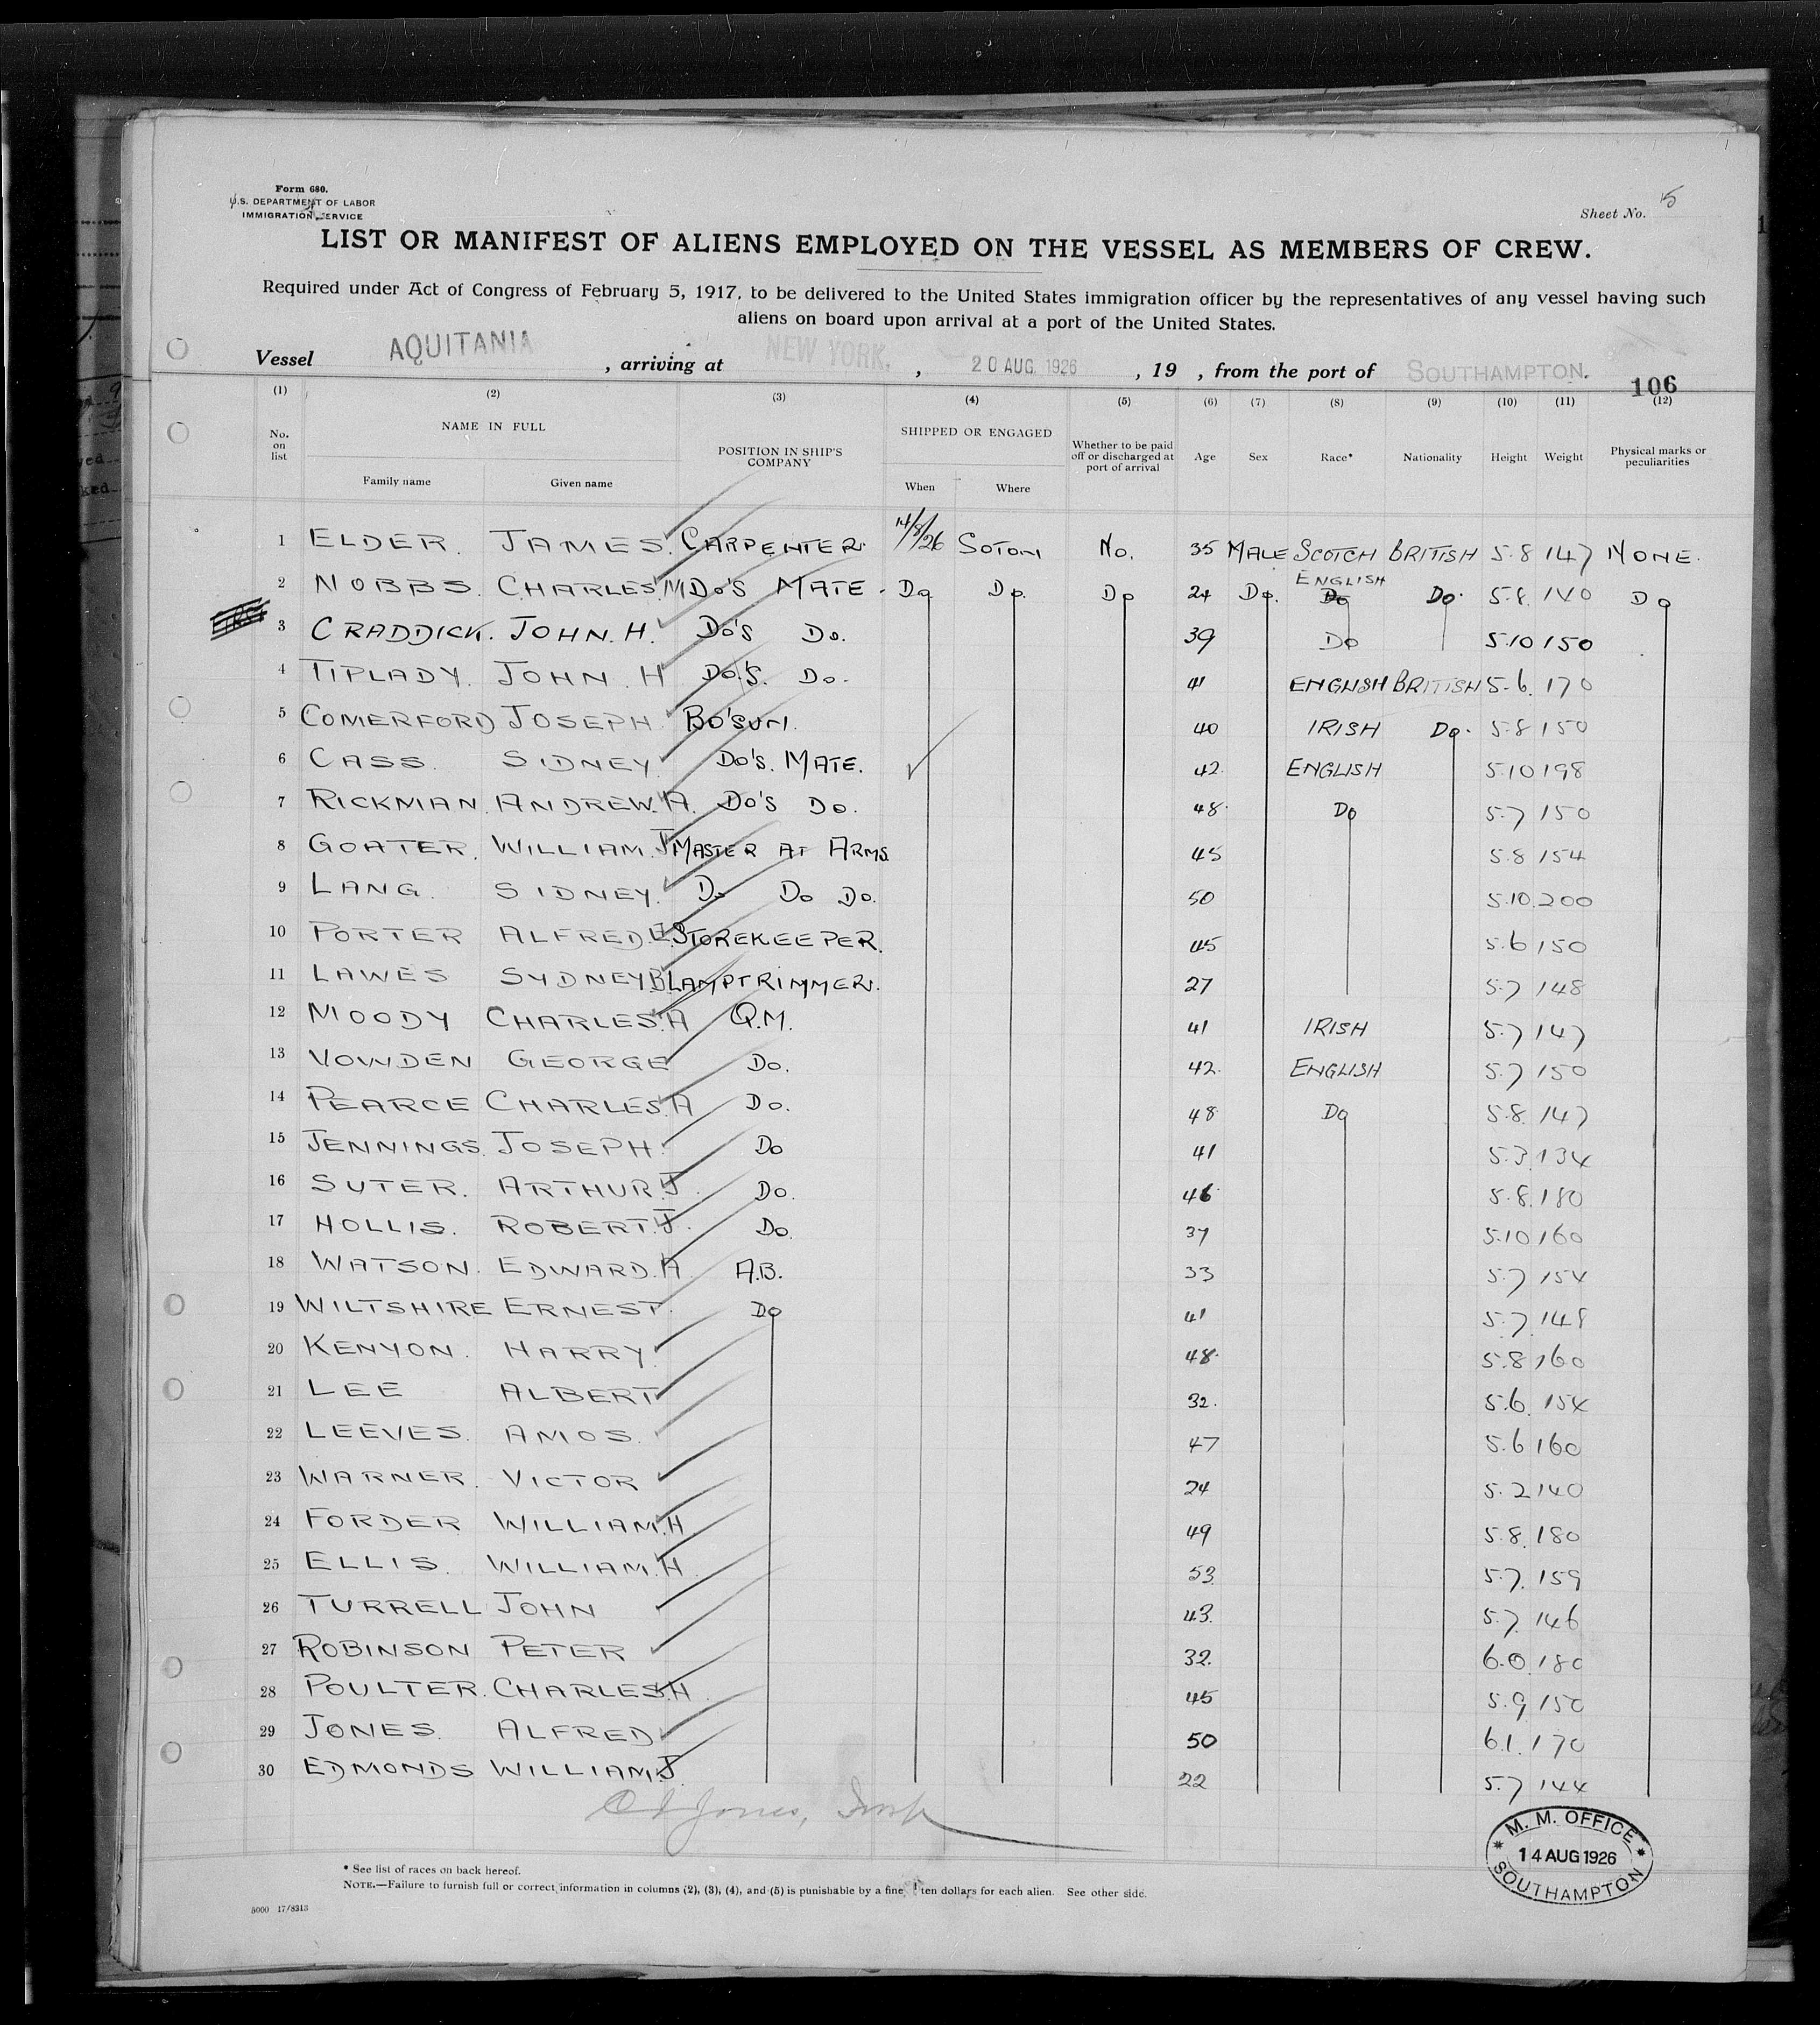 Form 680.
U.S. DEPARTMENT OF LABOR
IMMIGRATION SERVICE
Sheet No. 5
LIST OR MANIFEST OF ALIENS EMPLOYED ON THE VESSEL AS MEMBERS OF CREW.
Required under Act of Congress of February 5, 1917, to be delivered to the United States immigration officer by the representatives of any vessel having such
aliens on board upon arrival at a port of the United States.
Vessel AQUITANIA , arriving at NEW YORK. , 20 AUG. 1926 , 19 , from the port of SOUTHAMPTON.
106
(1) (2) (3) (4) (5) (6) (7) (8) (9) (10) (11) (12)
No. on list NAME IN FULL Family name Given name POSITION IN SHIP'S COMPANY SHIPPED OR ENGAGED When Where Whether to be paid off or discharged at port of arrival Age Sex Race* Nationality Height Weight Physical marks or peculiarities
1 ELDER. JAMES. CARPENTER. 14/8/26 SOTON No. 35 MALE SCOTCH BRITISH 5.8 147 NONE.
2 NOBBS. CHARLES. M DO'S MATE. Do Do. Do 24 Do. ENGLISH Do Do. 5.8. 140 Do
3 CRADDICK. JOHN. H. DO'S Do. 39 Do 5.10 150
4 TIPLADY. JOHN. H DO'S. Do. 41 ENGLISH BRITISH 5.6. 170
5 COMERFORD JOSEPH BO'SUN. 40 IRISH Do. 5.8 150
6 CASS. SIDNEY. DO'S. MATE. 42. ENGLISH 5.10 198
7 RICKMAN. ANDREW. A. DO'S Do. 48. Do 5.7 150
8 GOATER. WILLIAM. J MASTER AT ARMS. 45 5.8 154
9 LANG. SIDNEY. Do Do Do. 50 5.10. 200
10 PORTER ALFRED. E. STOREKEEPER. 45 5.6 150
11 LAWES SYDNEY B LAMPTRIMMER. 27 5.7 148
12 MOODY CHARLES. A Q.M. 41 IRISH 5.7 147
13 VOWDEN GEORGE Do. 42. ENGLISH 5.7 150
14 PEARCE CHARLES. A Do. 48. Do 5.8. 147
15 JENNINGS. JOSEPH. Do 41 5.3. 134
16 SUTER. ARTHUR. J. Do. 46. 5.8. 180
17 HOLLIS. ROBERT. J. Do. 37 5.10 160
18 WATSON. EDWARD. A. A.B. 33 5.7 154
19 WILTSHIRE ERNEST. Do 41 5.7. 148
20 KENYON. HARRY. 48. 5.8 160
21 LEE ALBERT 32. 5.6. 154
22 LEEVES. AMOS. 47 5.6 160
23 WARNER. VICTOR 24 5.2 140
24 FORDER WILLIAM. H 49 5.8. 180
25 ELLIS. WILLIAM. H. 53. 5.7. 159
26 TURRELL JOHN 43. 5.7. 146
27 ROBINSON PETER 32. 6.0. 180
28 POULTER. CHARLES. H. 45 5.9 150
29 JONES. ALFRED 50 6.1. 170
30 EDMONDS WILLIAM. J. 22 5.7 144
Jones,
M. M. OFFICE
14 AUG 1926
SOUTHAMPTON
* See list of races on back hereof.
NOTE.—Failure to furnish full or correct information in columns (2), (3), (4), and (5) is punishable by a fine ten dollars for each alien. See other side.
5000 17/8313